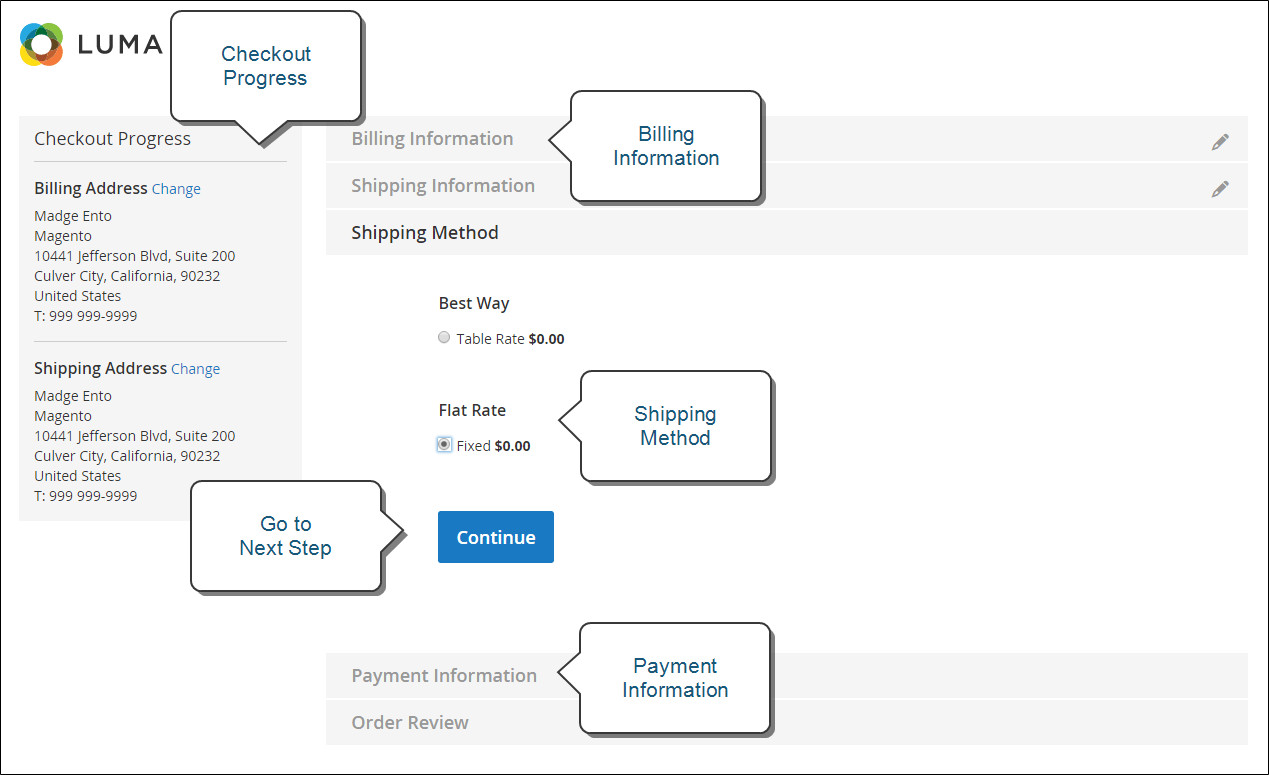 LUMA
Checkout
Progress
Checkout Progress
Billing Address Change
Madge Ento
Magento
10441 Jefferson Blvd, Suite 200
Culver City, California, 90232
United States
T: 999 999-9999
Shipping Address Change
Madge Ento
Magento
10441 Jefferson Blvd, Suite 200
Culver City, California, 90232
United States
T: 999 999-9999
Go to
Next Step
Billing Information
Billing
Information
Shipping Information
Shipping Method
Best Way
Table Rate $0.00
Flat Rate
Fixed $0.00
Shipping
Method
Continue
Payment Information
Payment
Information
Order Review